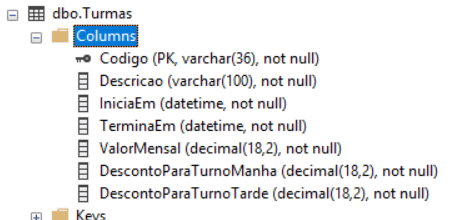 dbo.Turmas
Columns
Codigo (PK, varchar(36), not null)
Descricao (varchar(100), not null)
IniciaEm (datetime, not null)
TerminaEm (datetime, not null)
ValorMensal (decimal(18,2), not null)
DescontoParaTurnoManha (decimal(18,2), not null)
DescontoParaTurnoTarde (decimal(18,2), not null)
Keys